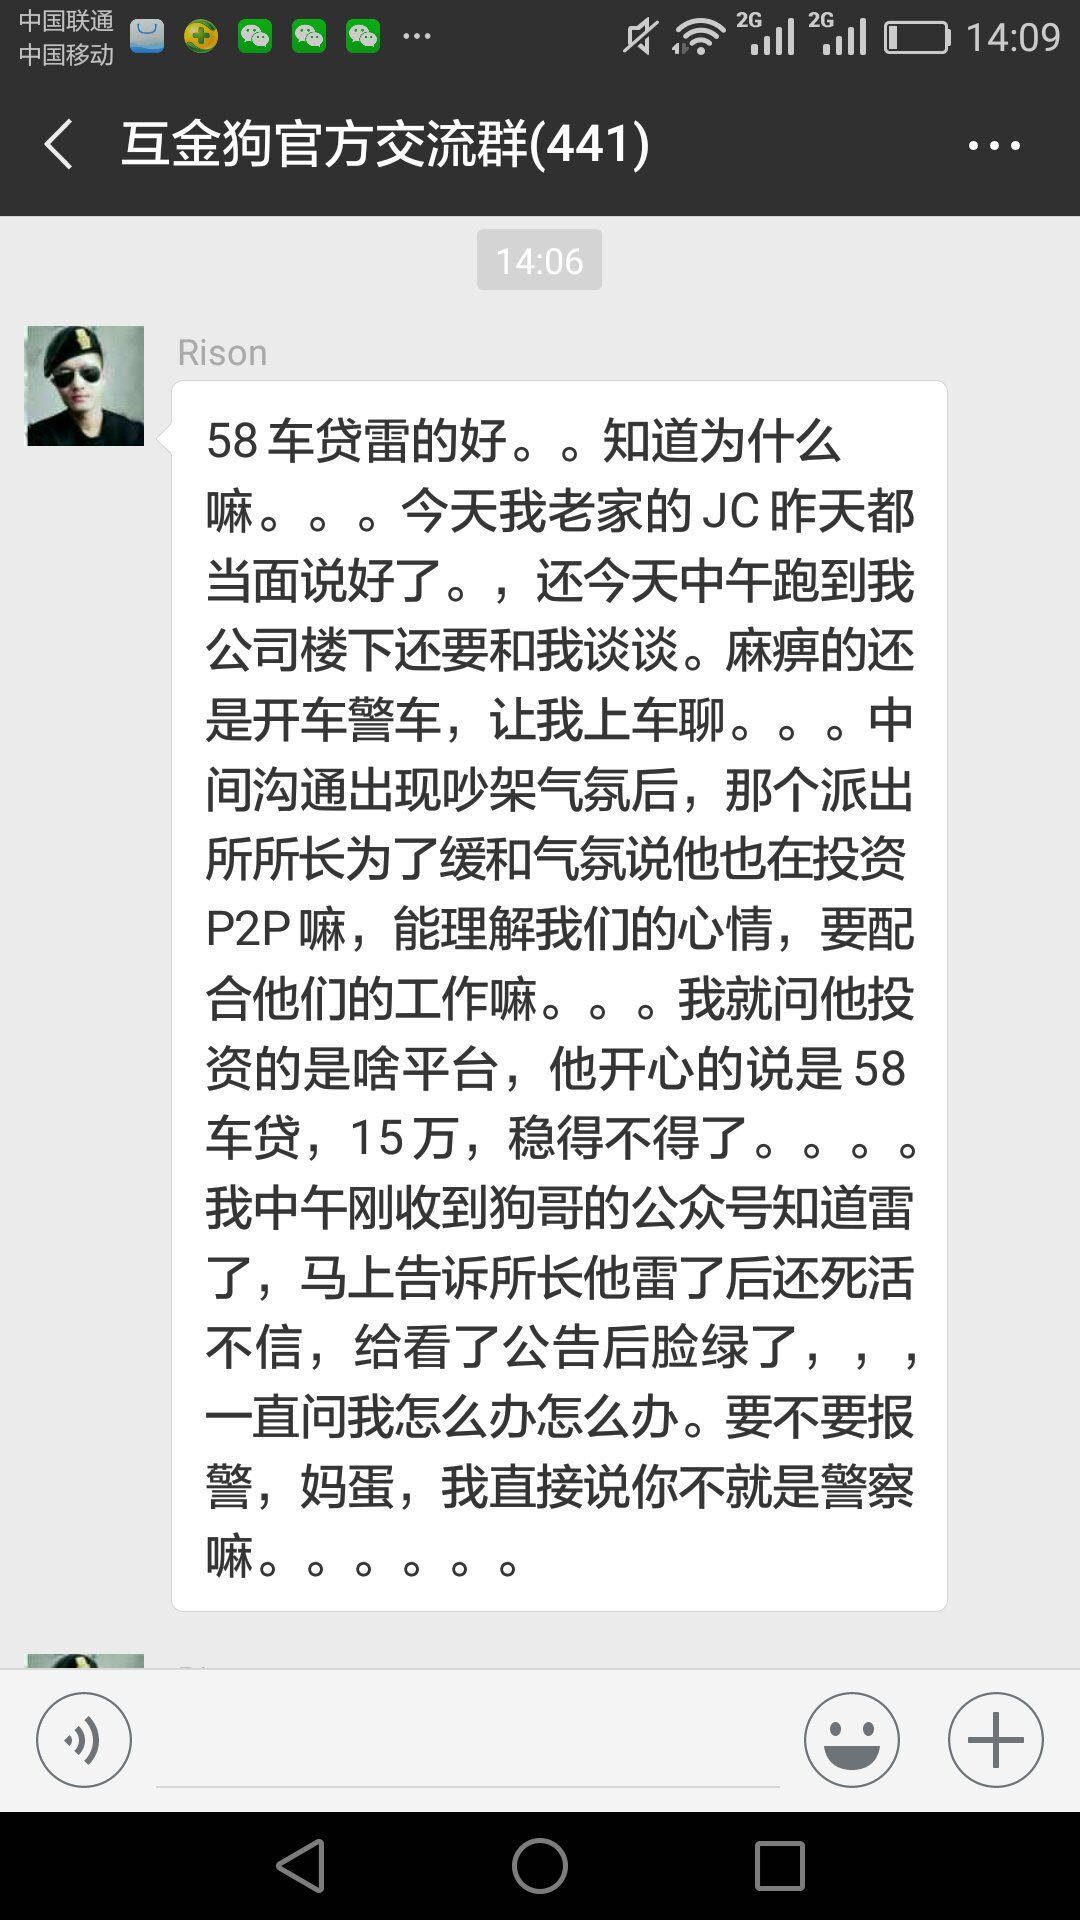 中国联通
中国移动
2G
2G
14:09
互金狗官方交流群(441)
14:06
Rison
58车贷雷的好。。知道为什么
嘛。。。今天我老家的JC昨天都
当面说好了。，还今天中午跑到我
公司楼下还要和我谈谈。麻痹的还
是开车警车，让我上车聊。。。中
间沟通出现吵架气氛后，那个派出
所所长为了缓和气氛说他也在投资
P2P嘛，能理解我们的心情，要配
合他们的工作嘛。。。我就问他投
资的是啥平台，他开心的说是58
车贷，15万，稳得不得了。。。。
我中午刚收到狗哥的公众号知道雷
了，马上告诉所长他雷了后还死活
不信，给看了公告后脸绿了，，，
一直问我怎么办怎么办。要不要报
警，妈蛋，我直接说你不就是警察
嘛。。。。。。